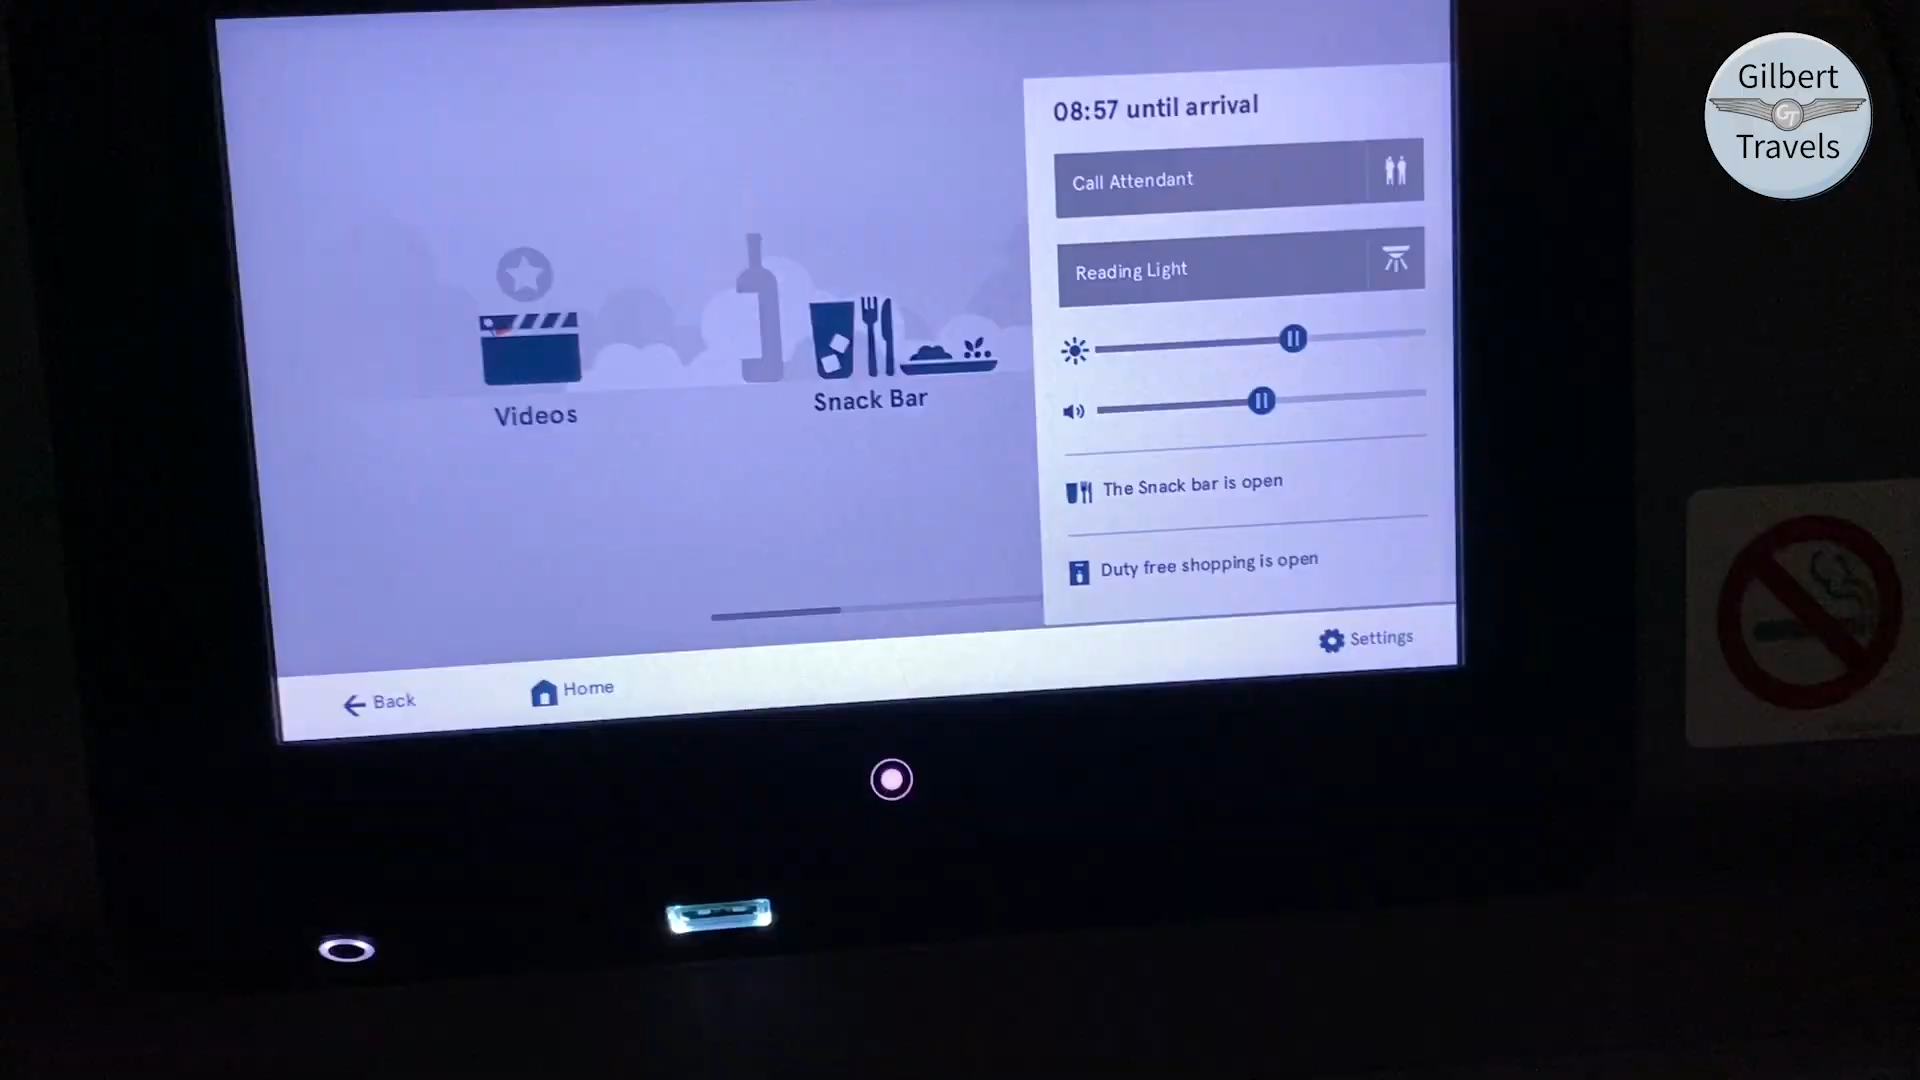 Gilbert
GT
Travels
08:57 until arrival
Call Attendant
Reading Light
Videos
Snack Bar
The Snack bar is open
Duty free shopping is open
Back
Home
Settings